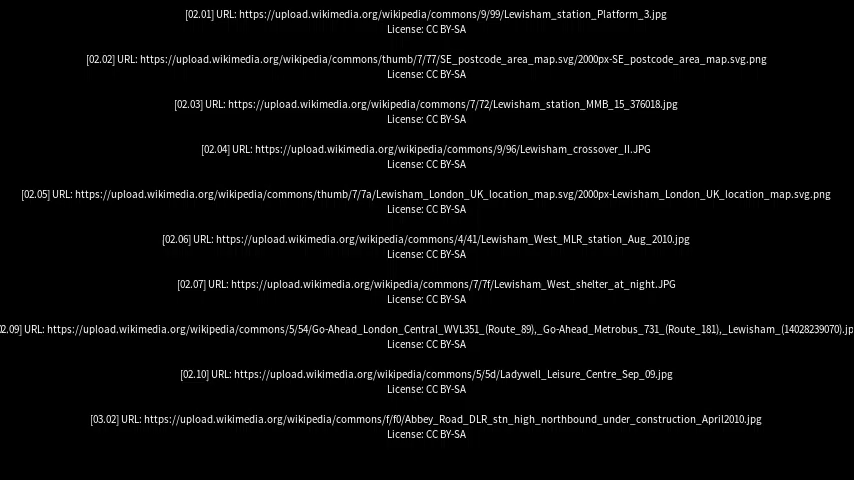 [02.01] URL: https://upload.wikimedia.org/wikipedia/commons/9/99/Lewisham_station_Platform_3.jpg
License: CC BY-SA
[02.02] URL: https://upload.wikimedia.org/wikipedia/commons/thumb/7/77/SE_postcode_area_map.svg/2000px-SE_postcode_area_map.svg.png
License: CC BY-SA
[02.03] URL: https://upload.wikimedia.org/wikipedia/commons/7/72/Lewisham_station_MMB_15_376018.jpg
License: CC BY-SA
[02.04] URL: https://upload.wikimedia.org/wikipedia/commons/9/96/Lewisham_crossover_II.JPG
License: CC BY-SA
[02.05] URL: https://upload.wikimedia.org/wikipedia/commons/thumb/7/7a/Lewisham_London_UK_location_map.svg/2000px-Lewisham_London_UK_location_map.svg.png
License: CC BY-SA
[02.06] URL: https://upload.wikimedia.org/wikipedia/commons/4/41/Lewisham_West_MLR_station_Aug_2010.jpg
License: CC BY-SA
[02.07] URL: https://upload.wikimedia.org/wikipedia/commons/7/7f/Lewisham_West_shelter_at_night.JPG
License: CC BY-SA
02.09] URL: https://upload.wikimedia.org/wikipedia/commons/5/54/Go-Ahead_London_Central_WVL351_(Route_89),_Go-Ahead_Metrobus_731_(Route_181),_Lewisham_(14028239070).jp
License: CC BY-SA
[02.10] URL: https://upload.wikimedia.org/wikipedia/commons/5/5d/Ladywell_Leisure_Centre_Sep_09.jpg
License: CC BY-SA
[03.02] URL: https://upload.wikimedia.org/wikipedia/commons/f/f0/Abbey_Road_DLR_stn_high_northbound_under_construction_April2010.jpg
License: CC BY-SA